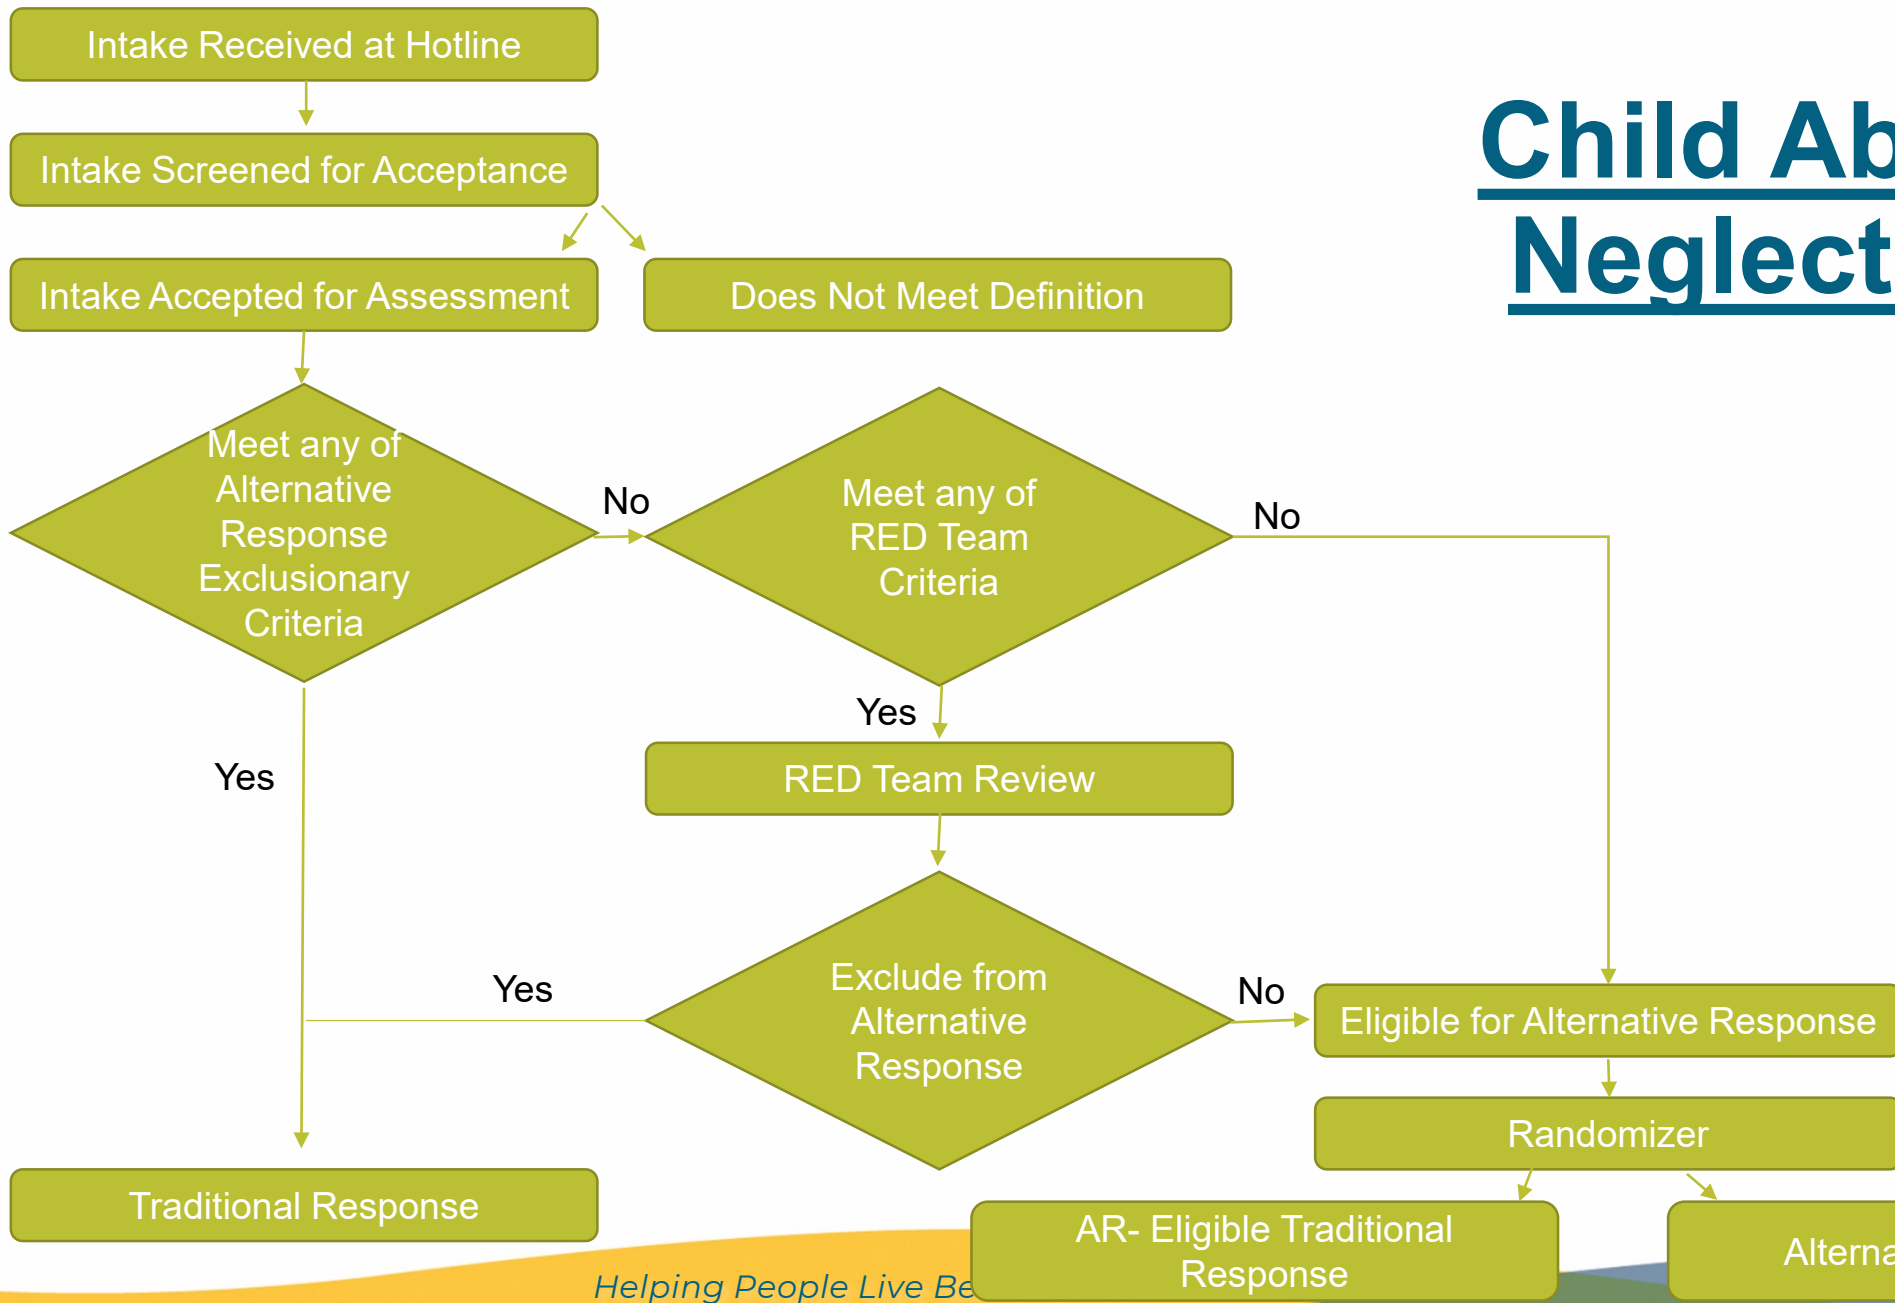 Intake Received at Hotline
Child Ab
Neglect
Intake Screened for Acceptance
Intake Accepted for Assessment
Does Not Meet Definition
Meet any of
Alternative
Response
Exclusionary
Criteria
No
Meet any of
RED Team
Criteria
No
Yes
Yes
RED Team Review
Yes
Exclude from
Alternative
Response
No
Eligible for Alternative Response
Randomizer
Traditional Response
AR- Eligible Traditional
Response
Alterna
Helping People Live Be